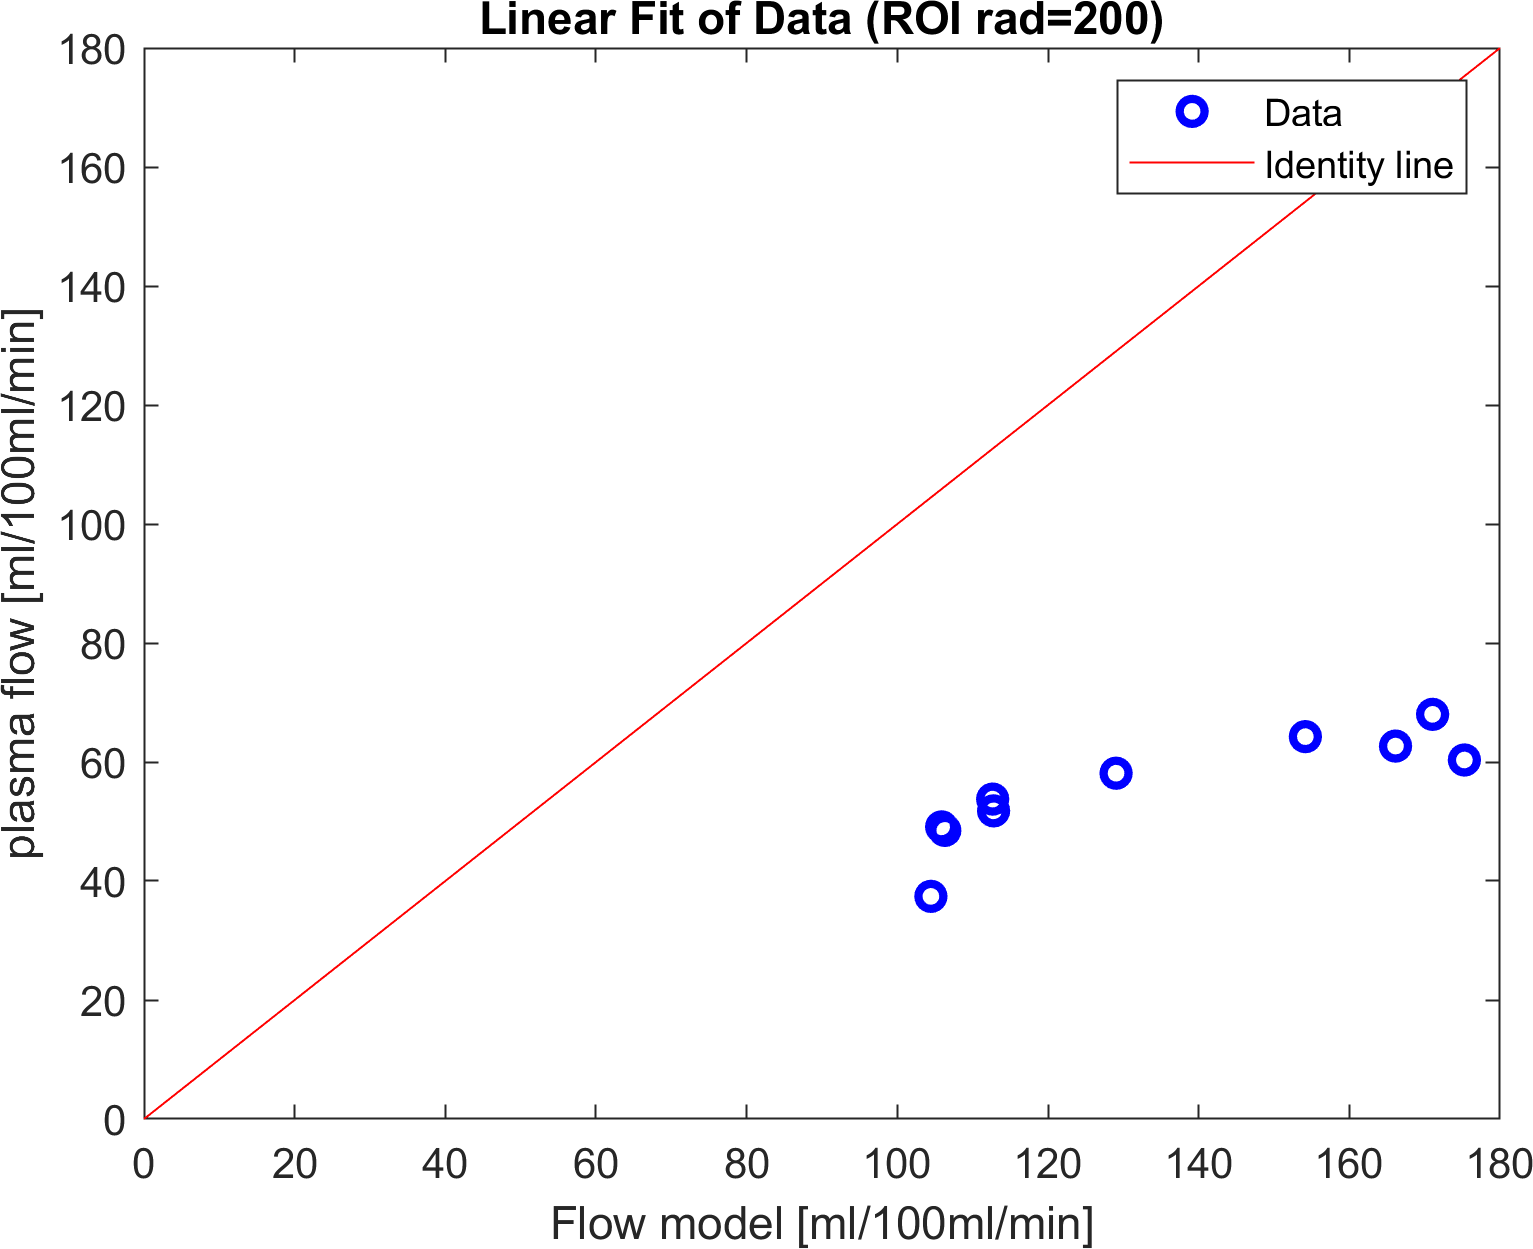 Linear Fit of Data (ROI rad=200)
180
160
140
120
100
80
60
40
20
0
plasma flow [ml/100ml/min]
Data
Identity line
0 20 40 60 80 100 120 140 160 180
Flow model [ml/100ml/min]